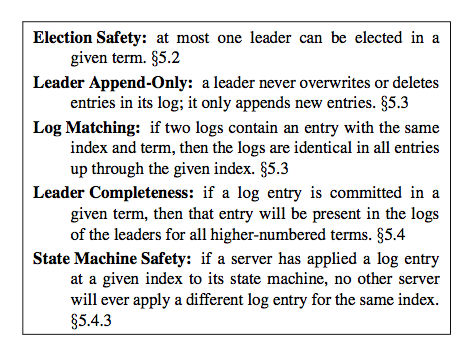 Election Safety: at most one leader can be elected in a
given term. §5.2
Leader Append-Only: a leader never overwrites or deletes
entries in its log; it only appends new entries. §5.3
Log Matching: if two logs contain an entry with the same
index and term, then the logs are identical in all entries
up through the given index. §5.3
Leader Completeness: if a log entry is committed in a
given term, then that entry will be present in the logs
of the leaders for all higher-numbered terms. §5.4
State Machine Safety: if a server has applied a log entry
at a given index to its state machine, no other server
will ever apply a different log entry for the same index.
§5.4.3